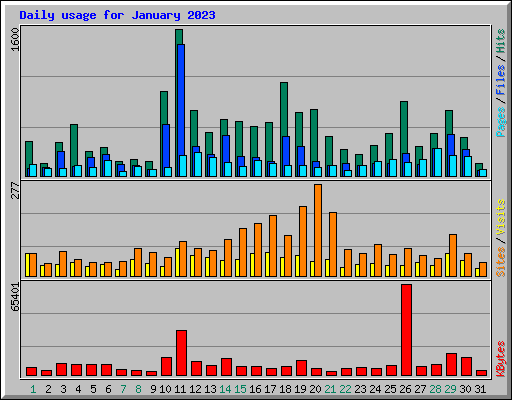 Daily usage for January 2023
1600
Pages / Files / Hits
277
Sites / Visits
65401
KBytes
1 2 3 4 5 6 7 8 9 10 11 12 13 14 15 16 17 18 19 20 21 22 23 24 25 26 27 28 29 30 31